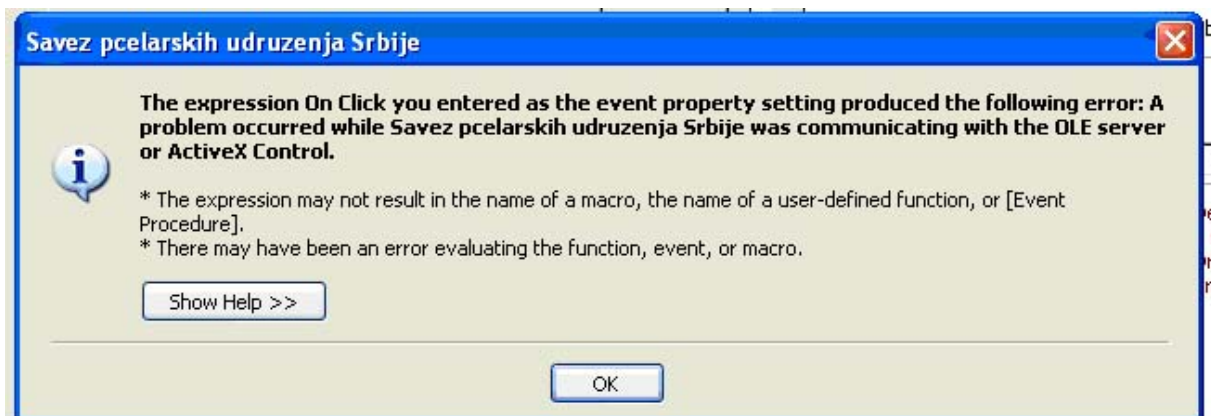 Savez pcelarskih udruzenja Srbije
The expression On Click you entered as the event property setting produced the following error: A
problem occurred while Savez pcelarskih udruzenja Srbije was communicating with the OLE server
or ActiveX Control.
* The expression may not result in the name of a macro, the name of a user-defined function, or [Event
Procedure].
* There may have been an error evaluating the function, event, or macro.
Show Help >>
OK